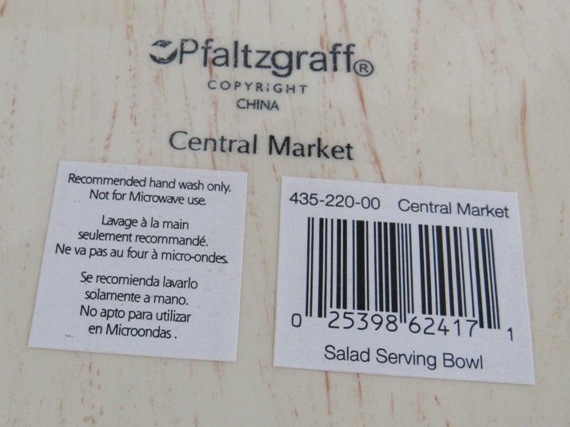 Pfaltzgraff®
COPYRIGHT
CHINA
Central Market
Recommended hand wash only.
Not for Microwave use.
Lavage à la main
seulement recommandé.
Ne va pas au four à micro-ondes.
Se recomienda lavarlo
solamente a mano.
No apto para utilizar
en Microondas .
435-220-00 Central Market
0 25398 62417 1
Salad Serving Bowl